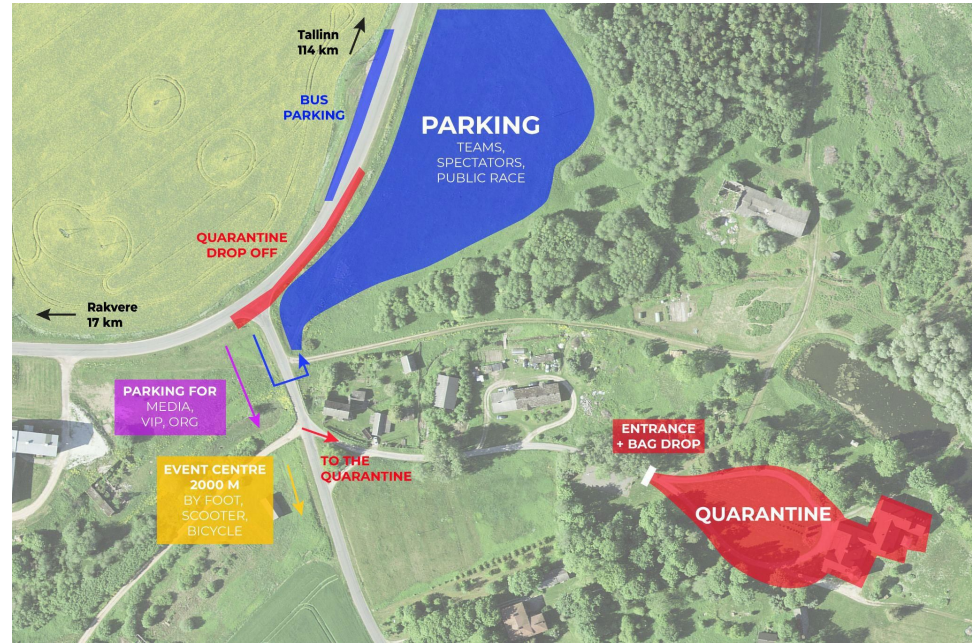 Tallinn
114 km
BUS
PARKING
PARKING
TEAMS,
SPECTATORS,
PUBLIC RACE
QUARANTINE
DROP OFF
Rakvere
17 km
PARKING FOR
MEDIA,
VIP, ORG
EVENT CENTRE
2000 M
BY FOOT,
SCOOTER,
BICYCLE
TO THE
QUARANTINE
ENTRANCE
+ BAG DROP
QUARANTINE